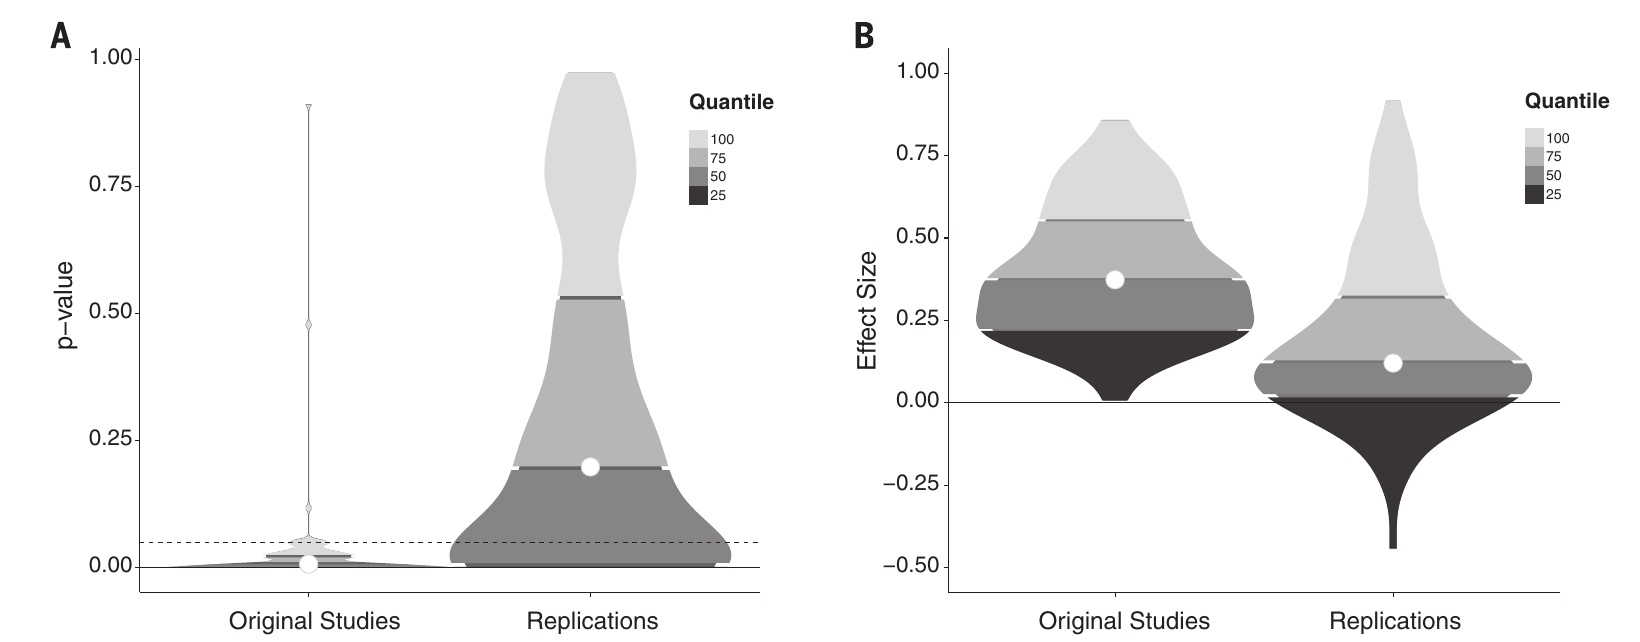 A
1.00
0.75
0.50
0.25
0.00
p−value
Original Studies
Replications
Quantile
100
75
50
25
B
1.00
0.75
0.50
0.25
0.00
−0.25
−0.50
Effect Size
Original Studies
Replications
Quantile
100
75
50
25